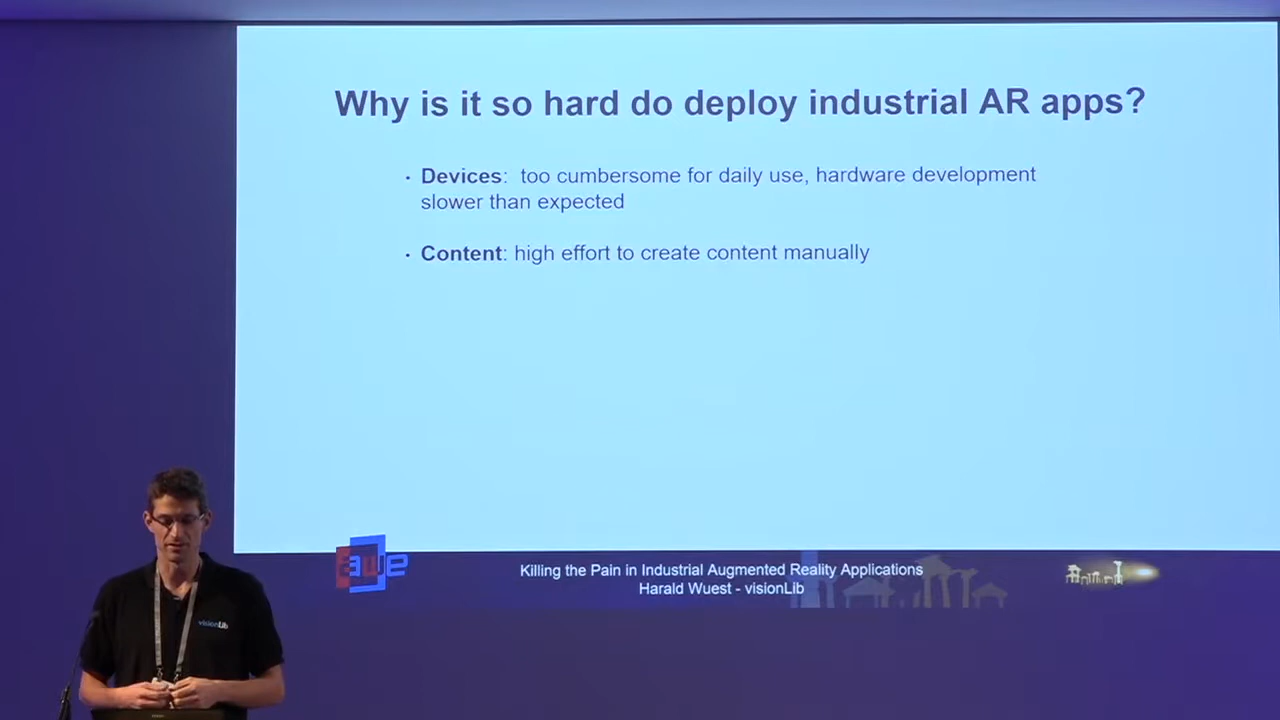 Why is it so hard do deploy industrial AR apps?
· Devices: too cumbersome for daily use, hardware development
slower than expected
· Content: high effort to create content manually
awe
Killing the Pain in Industrial Augmented Reality Applications
Harald Wuest - visionLib
visionLib